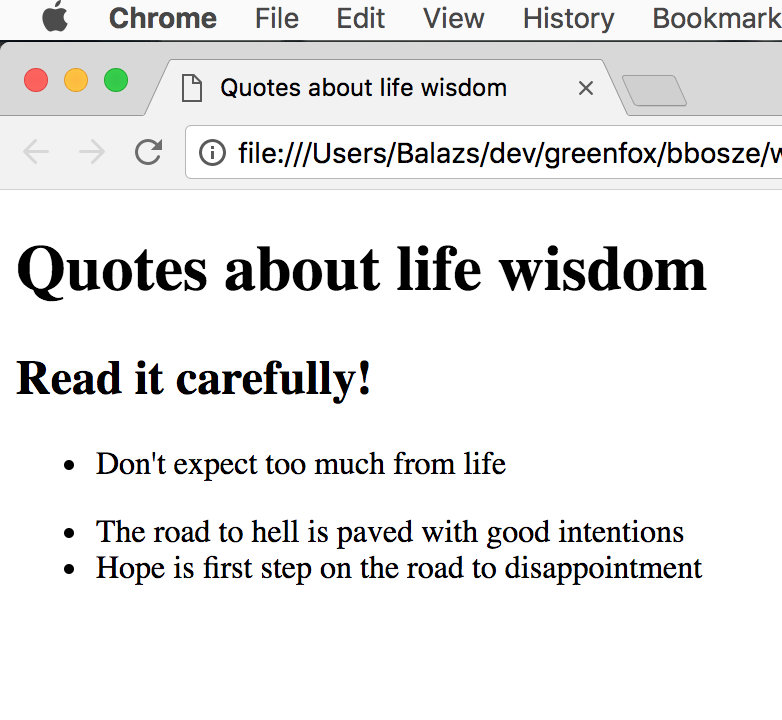 Chrome File Edit View History Bookmark
Quotes about life wisdom
file:///Users/Balazs/dev/greenfox/bbosze/w
Quotes about life wisdom
Read it carefully!
• Don't expect too much from life
• The road to hell is paved with good intentions
• Hope is first step on the road to disappointment